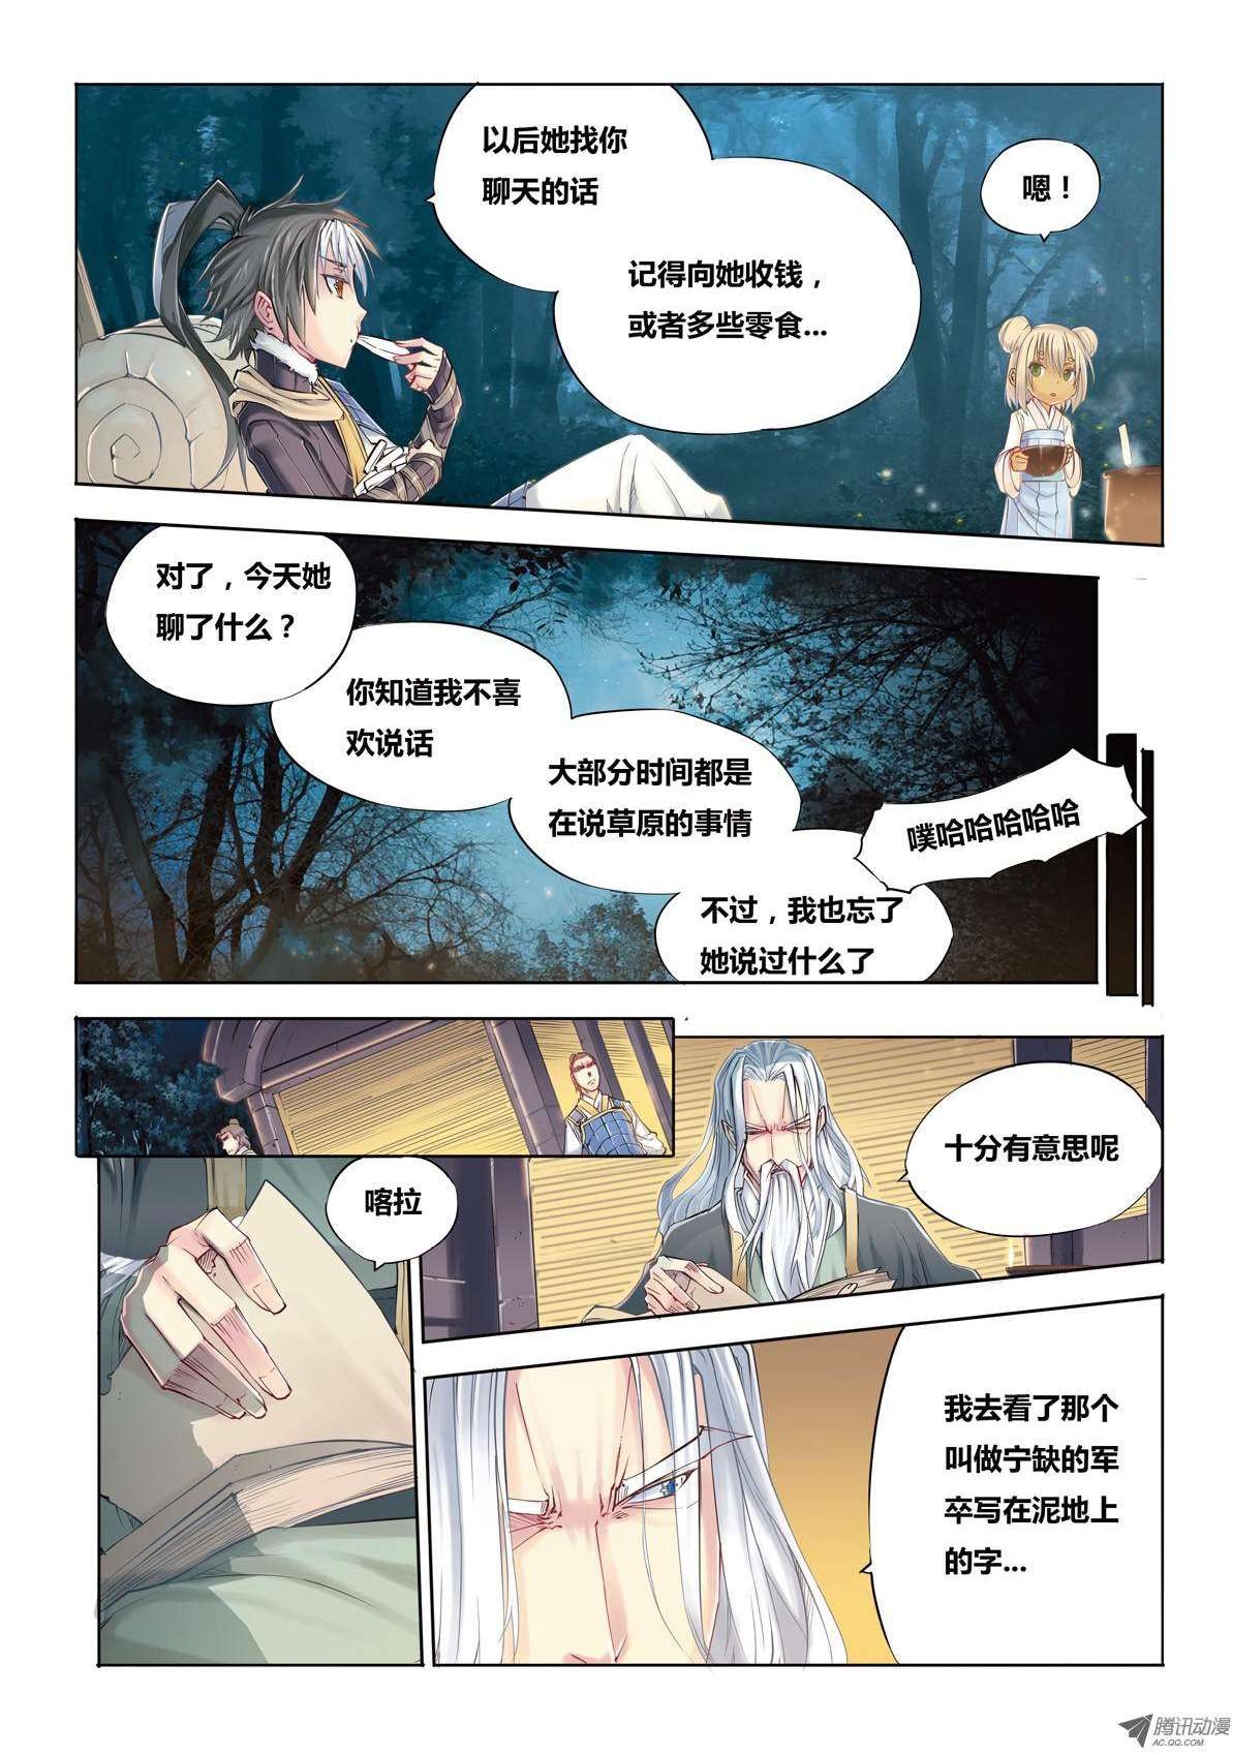 以后她找你
聊天的话
记得向她收钱，
或者多些零食...
嗯！
对了，今天她
聊了什么？
你知道我不喜
欢说话
大部分时间都是
在说草原的事情
不过，我也忘了
她说过什么了
噗哈哈哈哈哈
十分有意思呢
喀拉
我去看了那个
叫做宁缺的军
卒写在泥地上
的字...
腾讯动漫
AC.QQ.COM